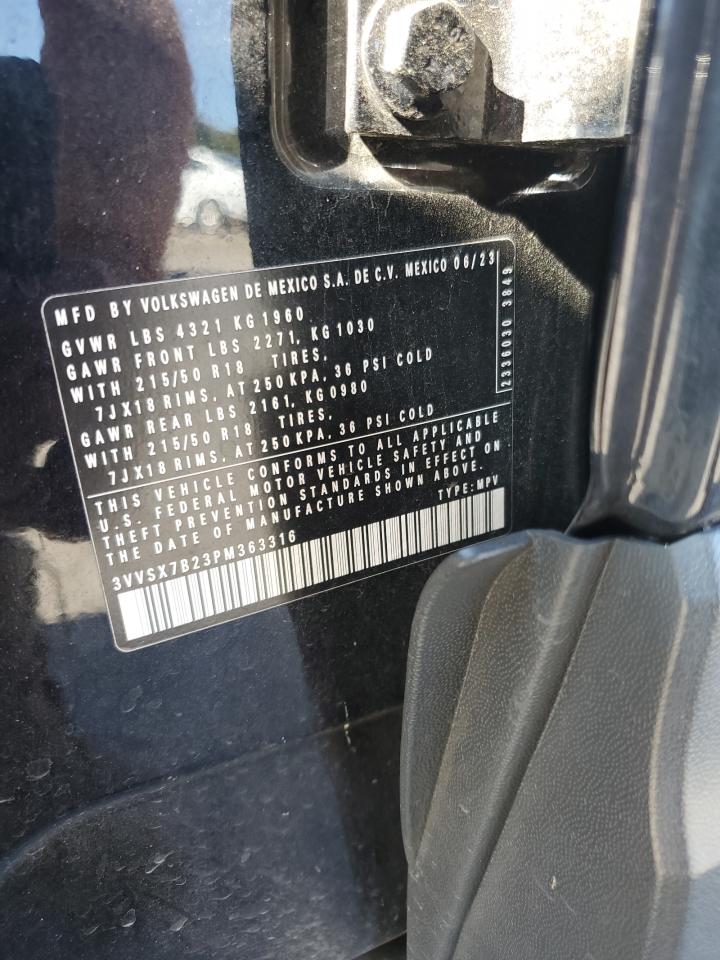 MFD BY VOLKSWAGEN DE MEXICO S.A. DE C.V. MEXICO 06/23
GVWR LBS 4321 KG 1960
GAWR FRONT LBS 2271, KG 1030
WITH 215/50 R18 TIRES,
7JX18 RIMS, AT 250 KPA, 36 PSI COLD
GAWR REAR LBS 2161, KG 0980
WITH 215/50 R18 TIRES,
7JX18 RIMS, AT 250 KPA, 36 PSI COLD
THIS VEHICLE CONFORMS TO ALL APPLICABLE
U.S. FEDERAL MOTOR VEHICLE SAFETY AND
THEFT PREVENTION STANDARDS IN EFFECT ON
THE DATE OF MANUFACTURE SHOWN ABOVE.
3VVSX7B23PM363316 TYPE: MPV
2336030 3849